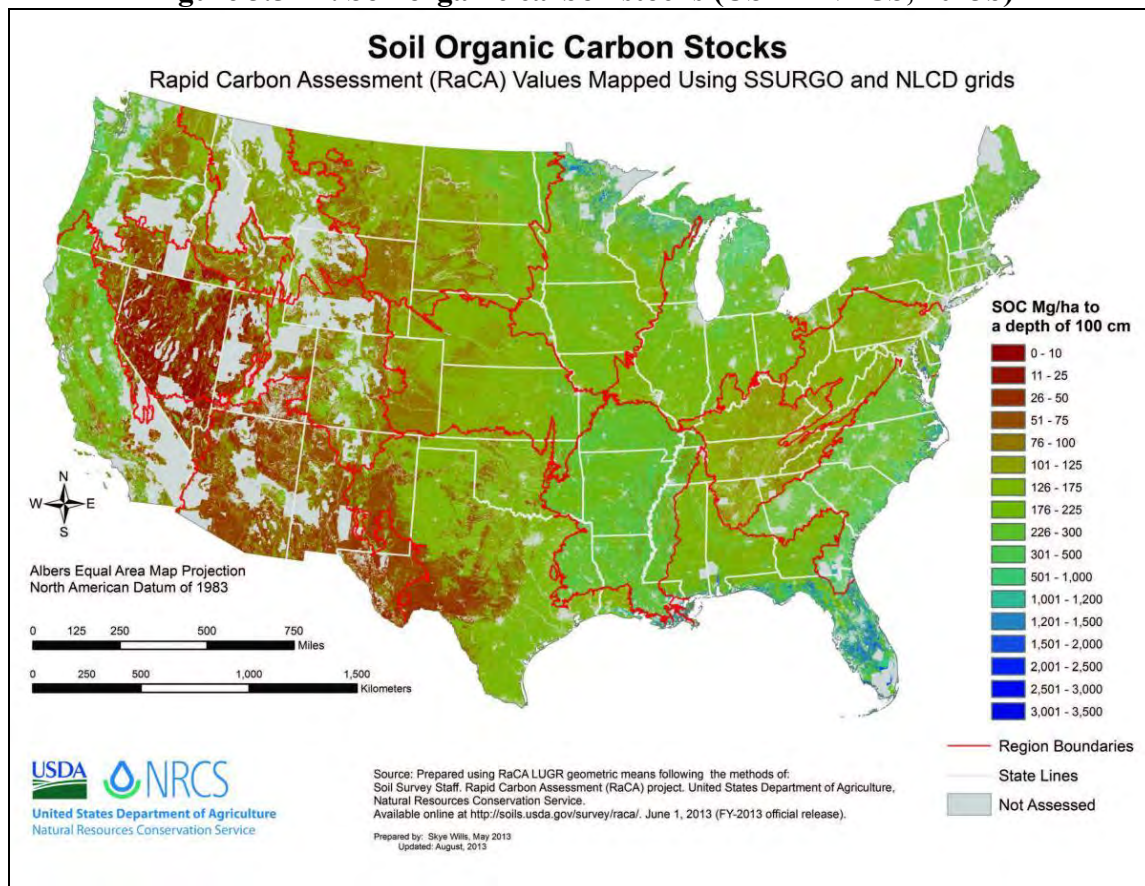 Soil Organic Carbon Stocks
Rapid Carbon Assessment (RaCA) Values Mapped Using SSURGO and NLCD grids
SOC Mg/ha to
a depth of 100 cm
0 - 10
11 - 25
26 - 50
51 - 75
76 - 100
101 - 125
126 - 175
176 - 225
226 - 300
301 - 500
501 - 1,000
1,001 - 1,200
1,201 - 1,500
1,501 - 2,000
2,001 - 2,500
2,501 - 3,000
3,001 - 3,500
Region Boundaries
State Lines
Not Assessed
N
W E
S
Albers Equal Area Map Projection
North American Datum of 1983
0 125 250 500 750
Miles
0 250 500 1,000 1,500
Kilometers
USDA NRCS
United States Department of Agriculture
Natural Resources Conservation Service
Source: Prepared using RaCA LUGR geometric means following the methods of:
Soil Survey Staff. Rapid Carbon Assessment (RaCA) project. United States Department of Agriculture,
Natural Resources Conservation Service.
Available online at http://soils.usda.gov/survey/raca/. June 1, 2013 (FY-2013 official release).
Prepared by: Skye Wills, May 2013
Updated: August, 2013